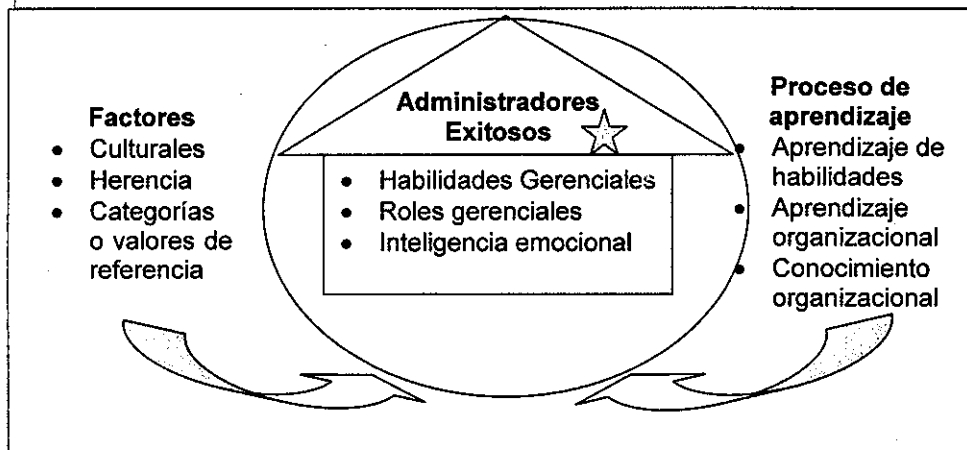 Factores
• Culturales
• Herencia
• Categorías
o valores de
referencia
Administradores
Exitosos
• Habilidades Gerenciales
• Roles gerenciales
• Inteligencia emocional
Proceso de
aprendizaje
• Aprendizaje de
habilidades
• Aprendizaje
organizacional
• Conocimiento
organizacional